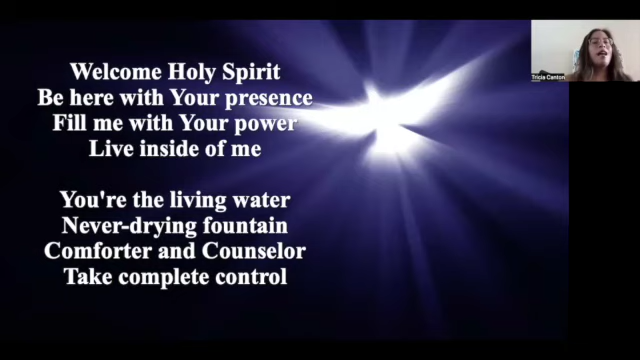 Welcome Holy Spirit
Be here with Your presence
Fill me with Your power
Live inside of me
You're the living water
Never-drying fountain
Comforter and Counselor
Take complete control
Tricia Canton